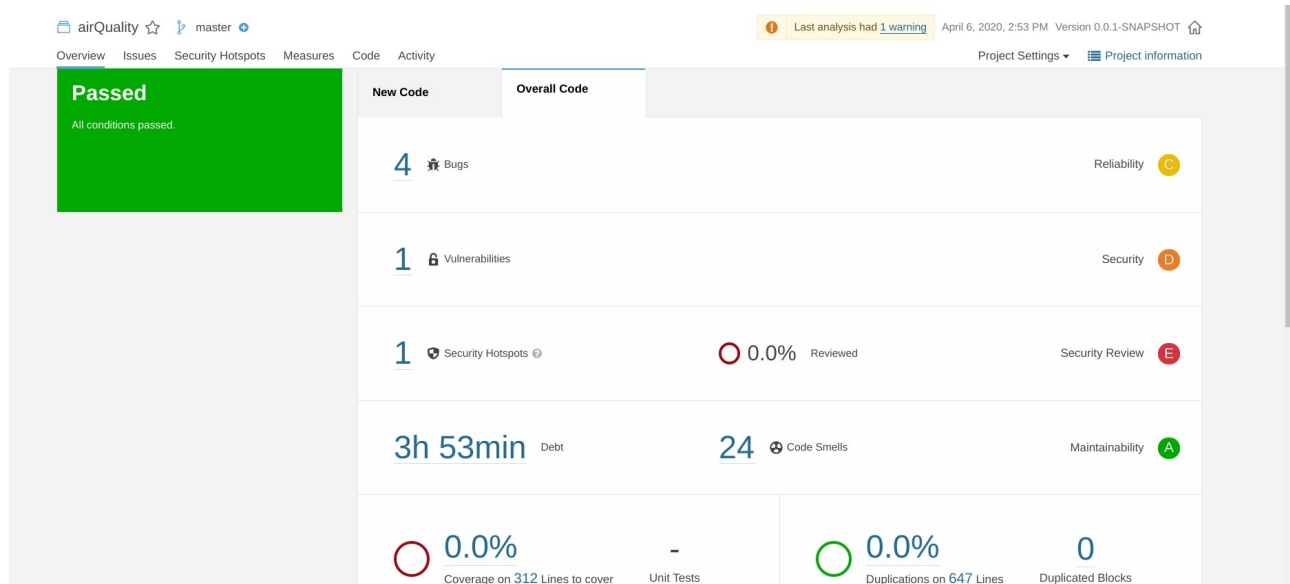 airQuality master Last analysis had 1 warning April 6, 2020, 2:53 PM Version 0.0.1-SNAPSHOT
Overview Issues Security Hotspots Measures Code Activity Project Settings Project information
Passed
All conditions passed.
New Code Overall Code
4 Bugs Reliability C
1 Vulnerabilities Security D
1 Security Hotspots ? 0.0% Reviewed Security Review E
3h 53min Debt 24 Code Smells Maintainability A
0.0% - 0.0% 0
Coverage on 312 Lines to cover Unit Tests Duplications on 647 Lines Duplicated Blocks